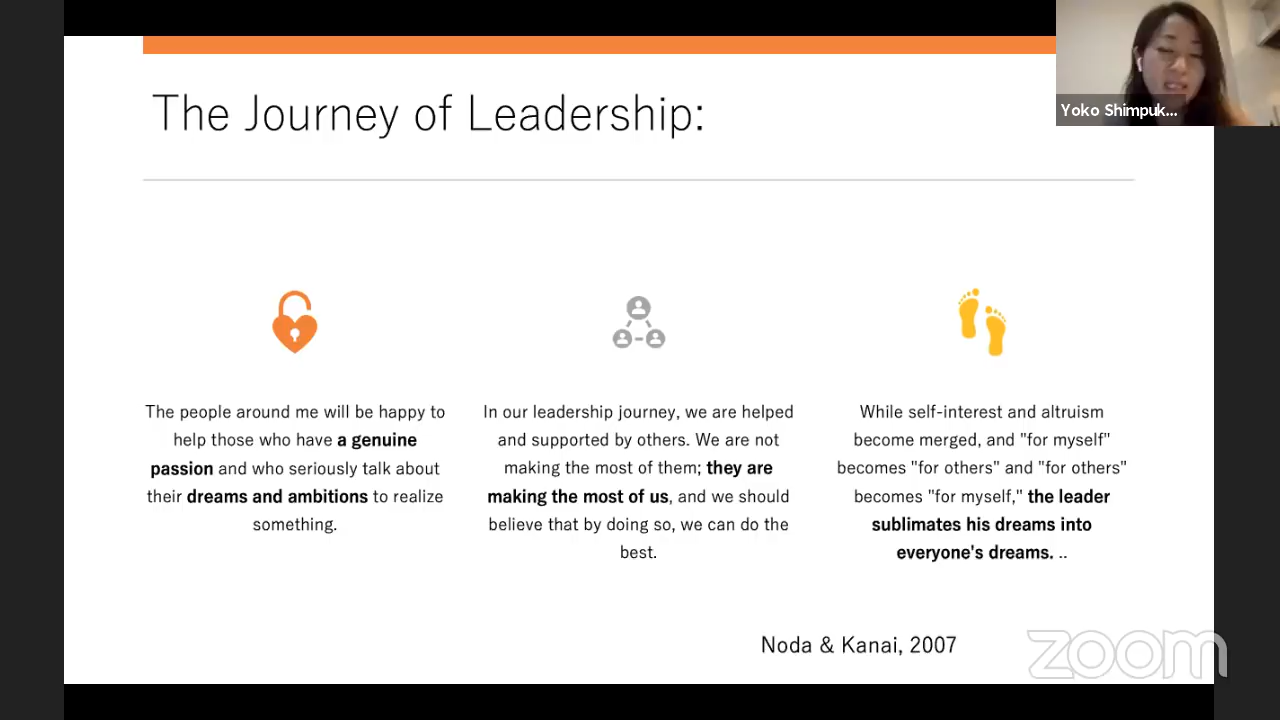 The Journey of Leadership:
Yoko Shimpuk...
The people around me will be happy to
help those who have a genuine
passion and who seriously talk about
their dreams and ambitions to realize
something.
In our leadership journey, we are helped
and supported by others. We are not
making the most of them; they are
making the most of us, and we should
believe that by doing so, we can do the
best.
While self-interest and altruism
become merged, and "for myself"
becomes "for others" and "for others"
becomes "for myself," the leader
sublimates his dreams into
everyone's dreams. ..
Noda & Kanai, 2007
zoom